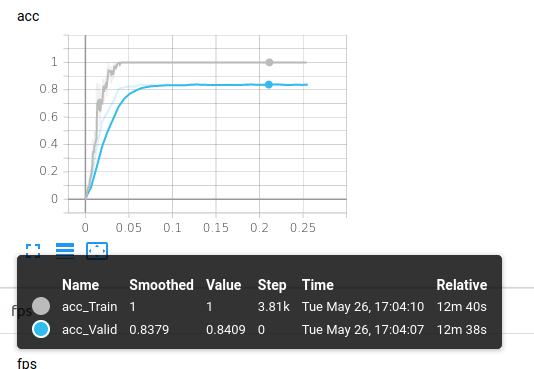 acc
1
0.8
0.6
0.4
0.2
0
0 0.05 0.1 0.15 0.2 0.25
Name Smoothed Value Step Time Relative
fps
acc_Train 1 1 3.81k Tue May 26, 17:04:10 12m 40s
acc_Valid 0.8379 0.8409 0 Tue May 26, 17:04:07 12m 38s
fps